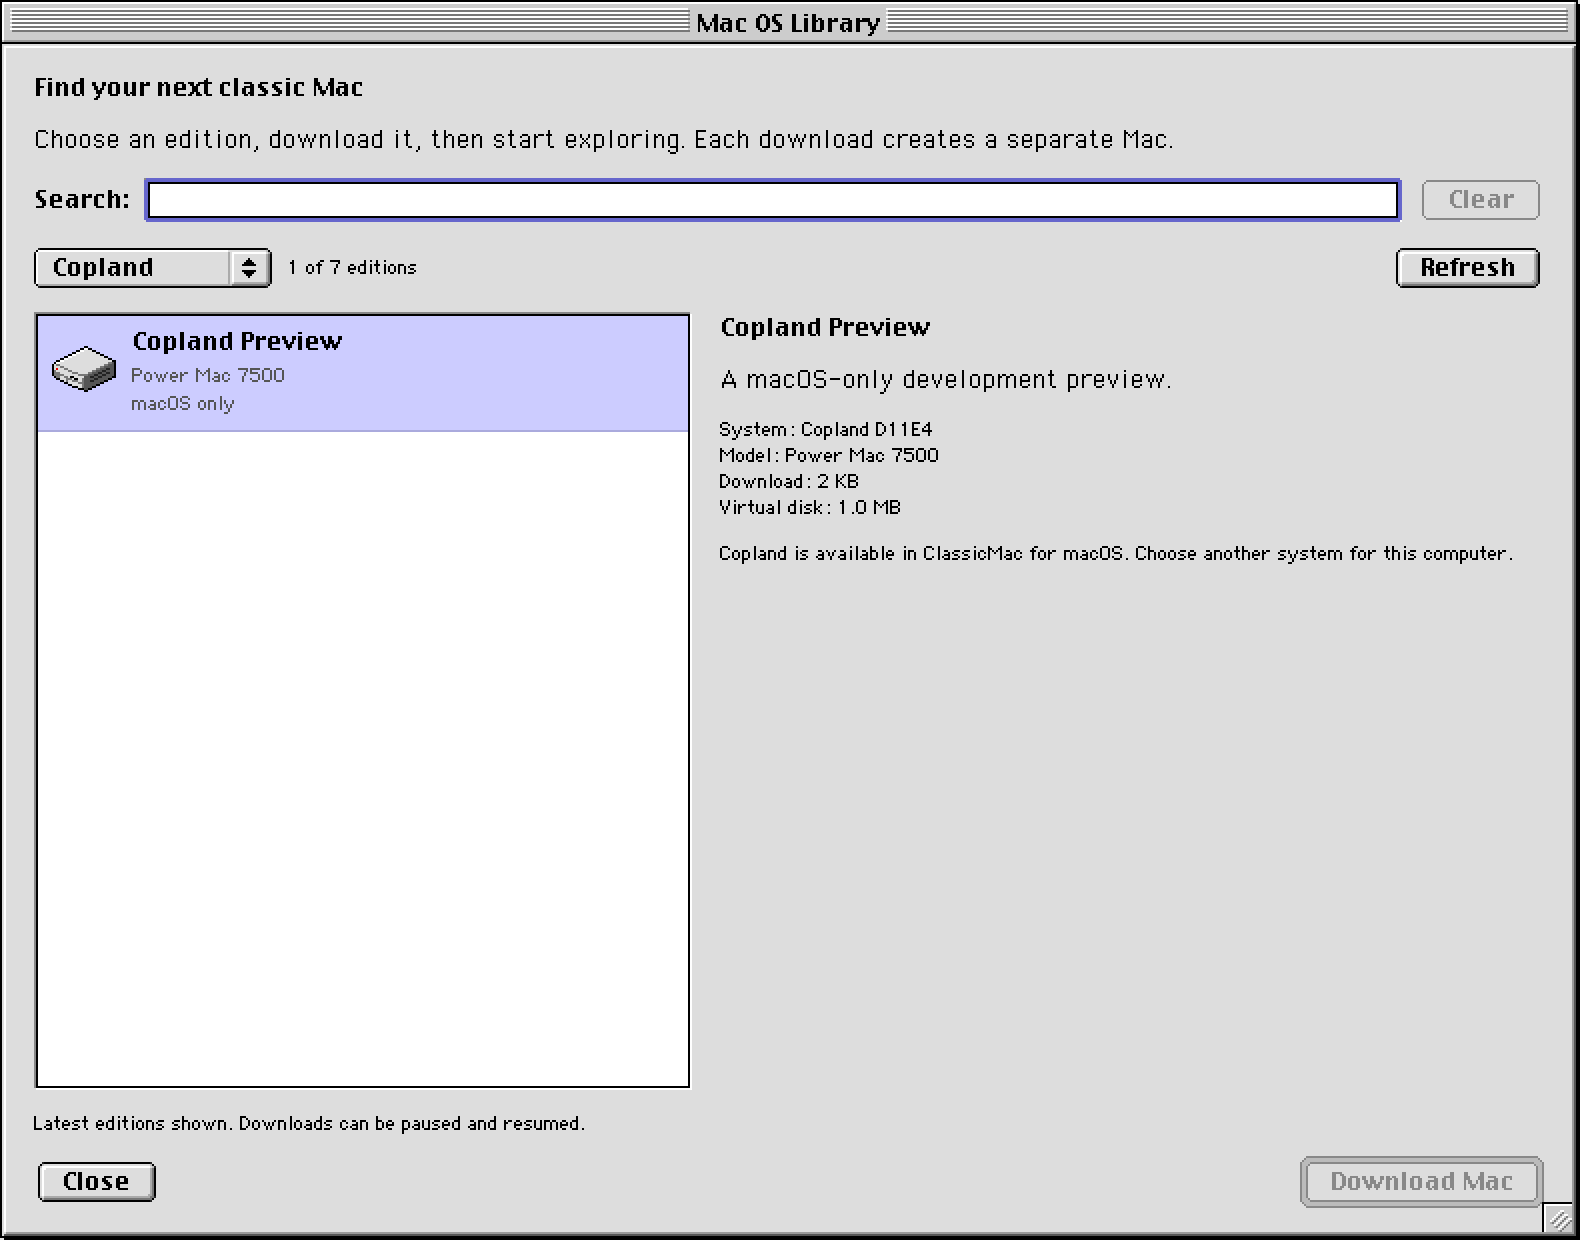 Mac OS Library
Find your next classic Mac
Choose an edition, download it, then start exploring. Each download creates a separate Mac.
Search:
Clear
Copland
1 of 7 editions
Refresh
Copland Preview
Power Mac 7500
macOS only
Copland Preview
A macOS-only development preview.
System: Copland D11E4
Model: Power Mac 7500
Download: 2 KB
Virtual disk: 1.0 MB
Copland is available in ClassicMac for macOS. Choose another system for this computer.
Latest editions shown. Downloads can be paused and resumed.
Close
Download Mac